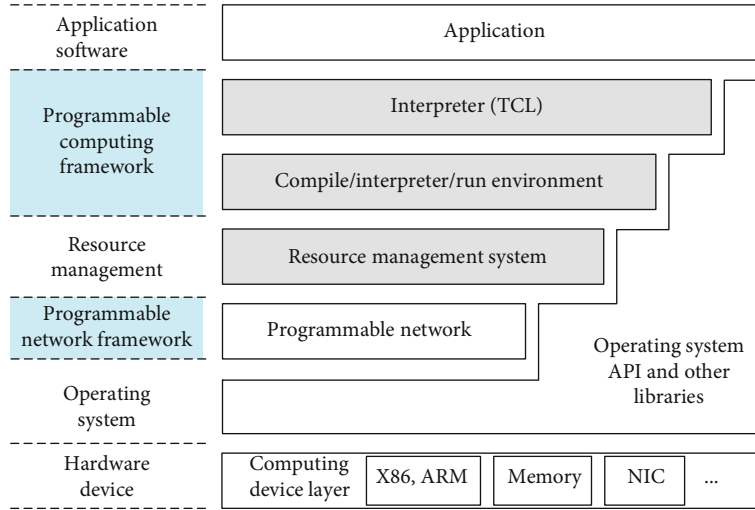 Application
software
Application
Programmable
computing
framework
Interpreter (TCL)
Compile/interpreter/run environment
Resource
management
Resource management system
Programmable
network framework
Programmable network
Operating system
API and other
libraries
Operating
system
Hardware
device
Computing
device layer
X86, ARM
Memory
NIC
...